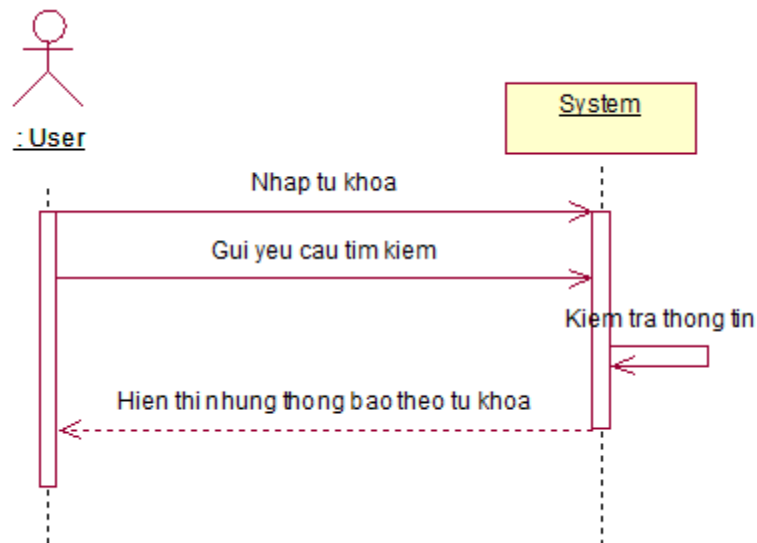 : User
System
Nhap tu khoa
Gui yeu cau tim kiem
Kiem tra thong tin
Hien thi nhung thong bao theo tu khoa